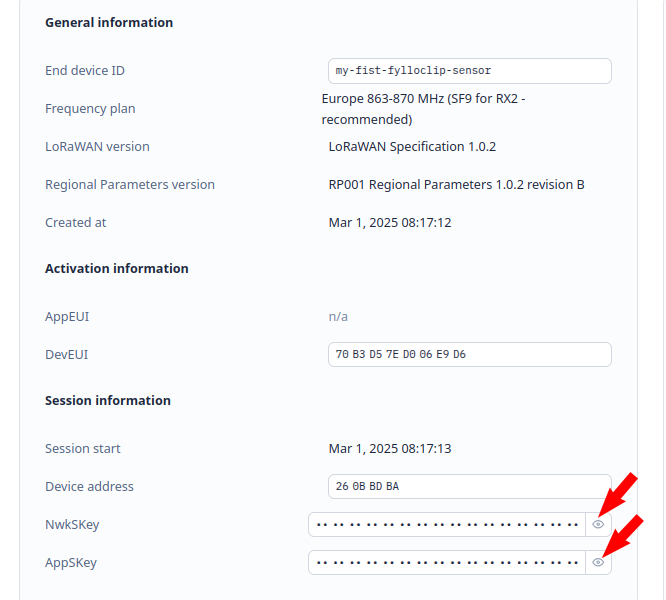 General information
End device ID my-fist-fylloclip-sensor
Frequency plan Europe 863-870 MHz (SF9 for RX2 -
recommended)
LoRaWAN version LoRaWAN Specification 1.0.2
Regional Parameters version RP001 Regional Parameters 1.0.2 revision B
Created at Mar 1, 2025 08:17:12
Activation information
AppEUI n/a
DevEUI 70 B3 D5 7E D0 06 E9 D6
Session information
Session start Mar 1, 2025 08:17:13
Device address 26 0B BD BA
NwkSKey •• •• •• •• •• •• •• •• •• •• •• •• •• •• •• ••
AppSKey •• •• •• •• •• •• •• •• •• •• •• •• •• •• •• ••